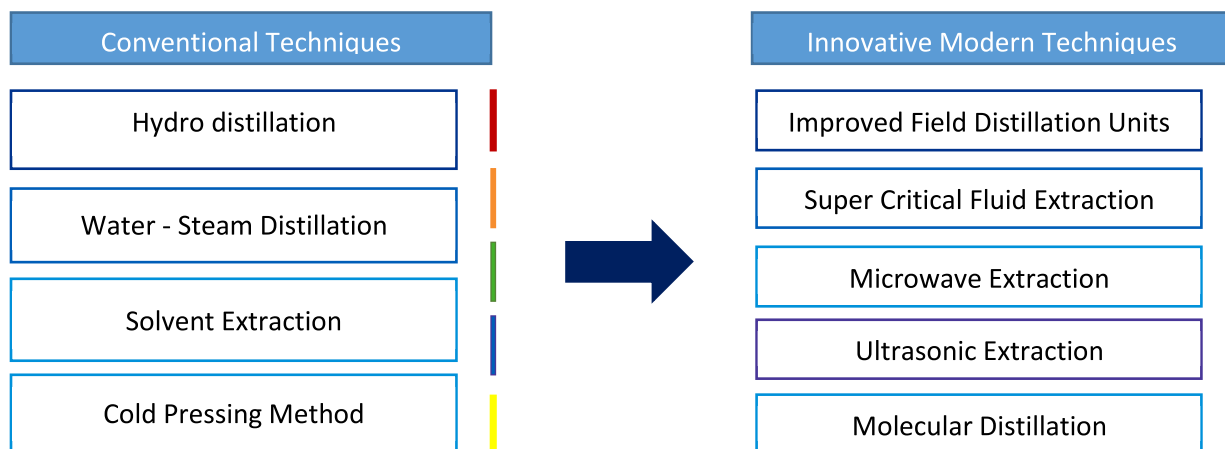 Conventional Techniques
Hydro distillation
Water - Steam Distillation
Solvent Extraction
Cold Pressing Method
Innovative Modern Techniques
Improved Field Distillation Units
Super Critical Fluid Extraction
Microwave Extraction
Ultrasonic Extraction
Molecular Distillation